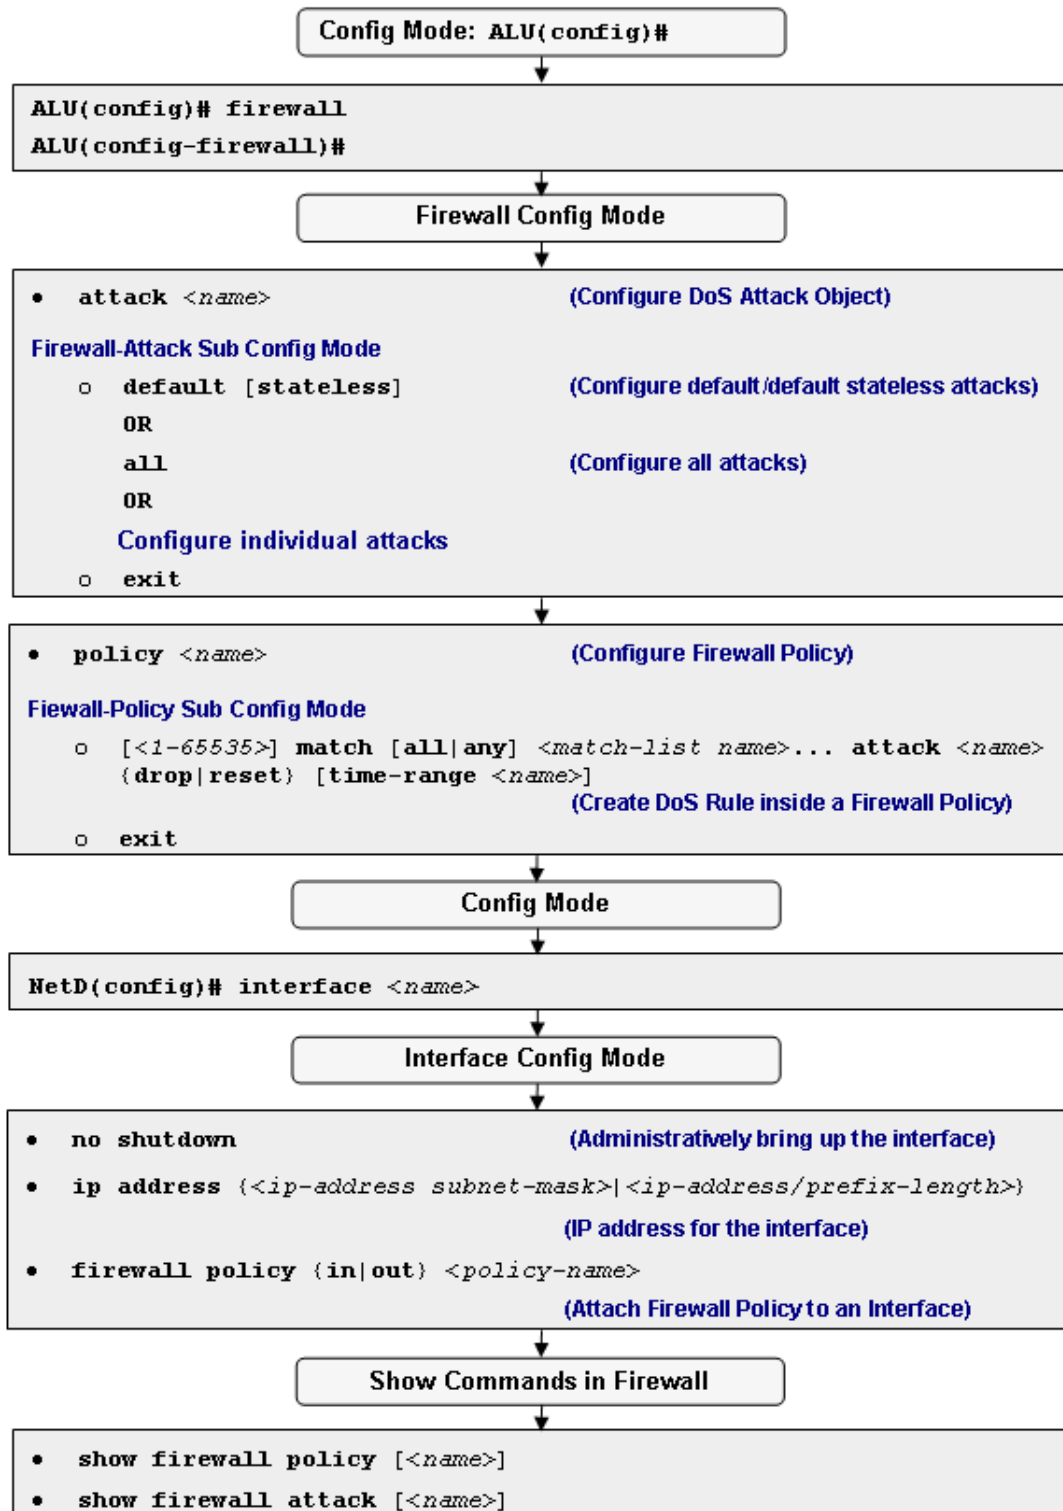 Config Mode: ALU(config)#
ALU(config)# firewall
ALU(config-firewall)#
Firewall Config Mode
• attack <name> (Configure DoS Attack Object)
Firewall-Attack Sub Config Mode
o default [stateless] (Configure default/default stateless attacks)
OR
all (Configure all attacks)
OR
Configure individual attacks
o exit
• policy <name> (Configure Firewall Policy)
Fiewall-Policy Sub Config Mode
o [<1-65535>] match [all|any] <match-list name>... attack <name>
{drop|reset} [time-range <name>]
(Create DoS Rule inside a Firewall Policy)
o exit
Config Mode
NetD(config)# interface <name>
Interface Config Mode
• no shutdown (Administratively bring up the interface)
• ip address {<ip-address subnet-mask>|<ip-address/prefix-length>}
(IP address for the interface)
• firewall policy {in|out} <policy-name>
(Attach Firewall Policy to an Interface)
Show Commands in Firewall
• show firewall policy [<name>]
• show firewall attack [<name>]